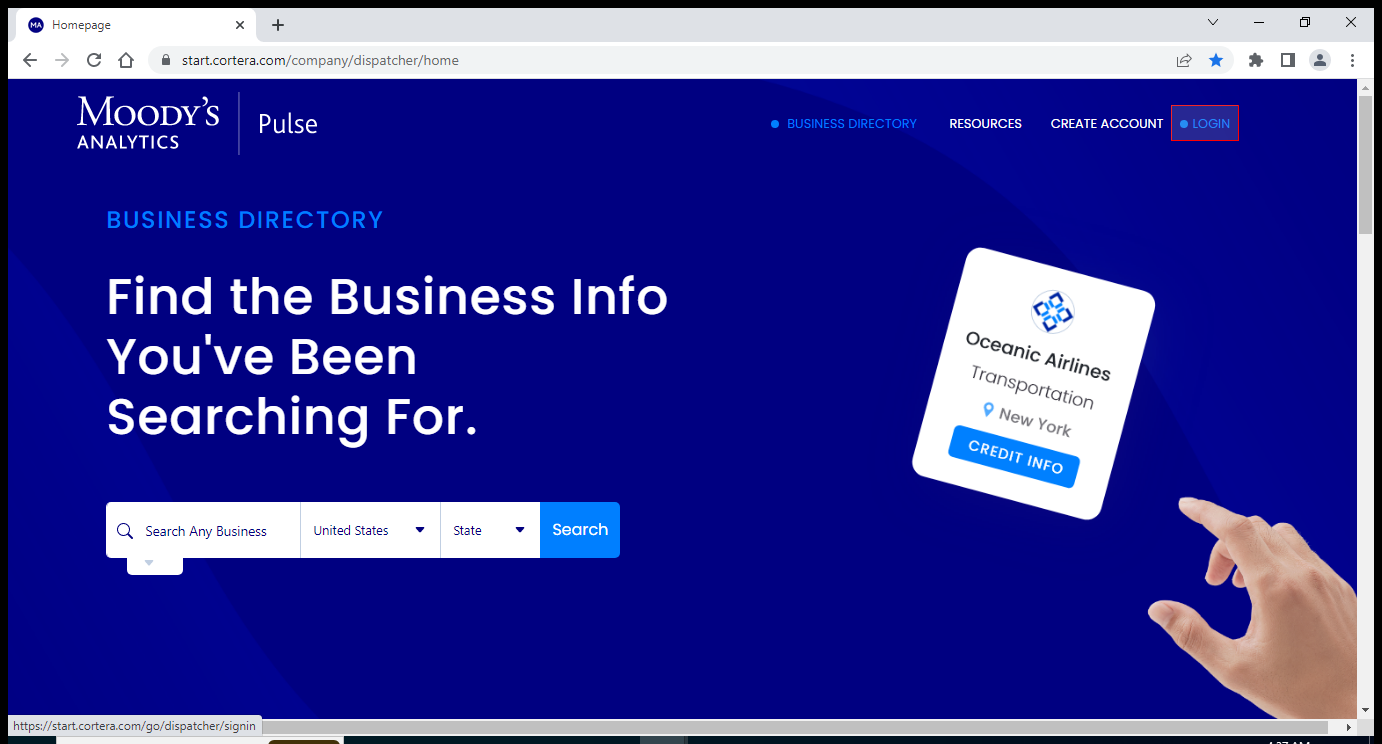 MA Homepage
start.cortera.com/company/dispatcher/home
MOODY'S
ANALYTICS
Pulse
BUSINESS DIRECTORY
RESOURCES
CREATE ACCOUNT
LOGIN
BUSINESS DIRECTORY
Find the Business Info
You've Been
Searching For.
Oceanic Airlines
Transportation
New York
CREDIT INFO
Search Any Business
United States
State
Search
https://start.cortera.com/go/dispatcher/signin